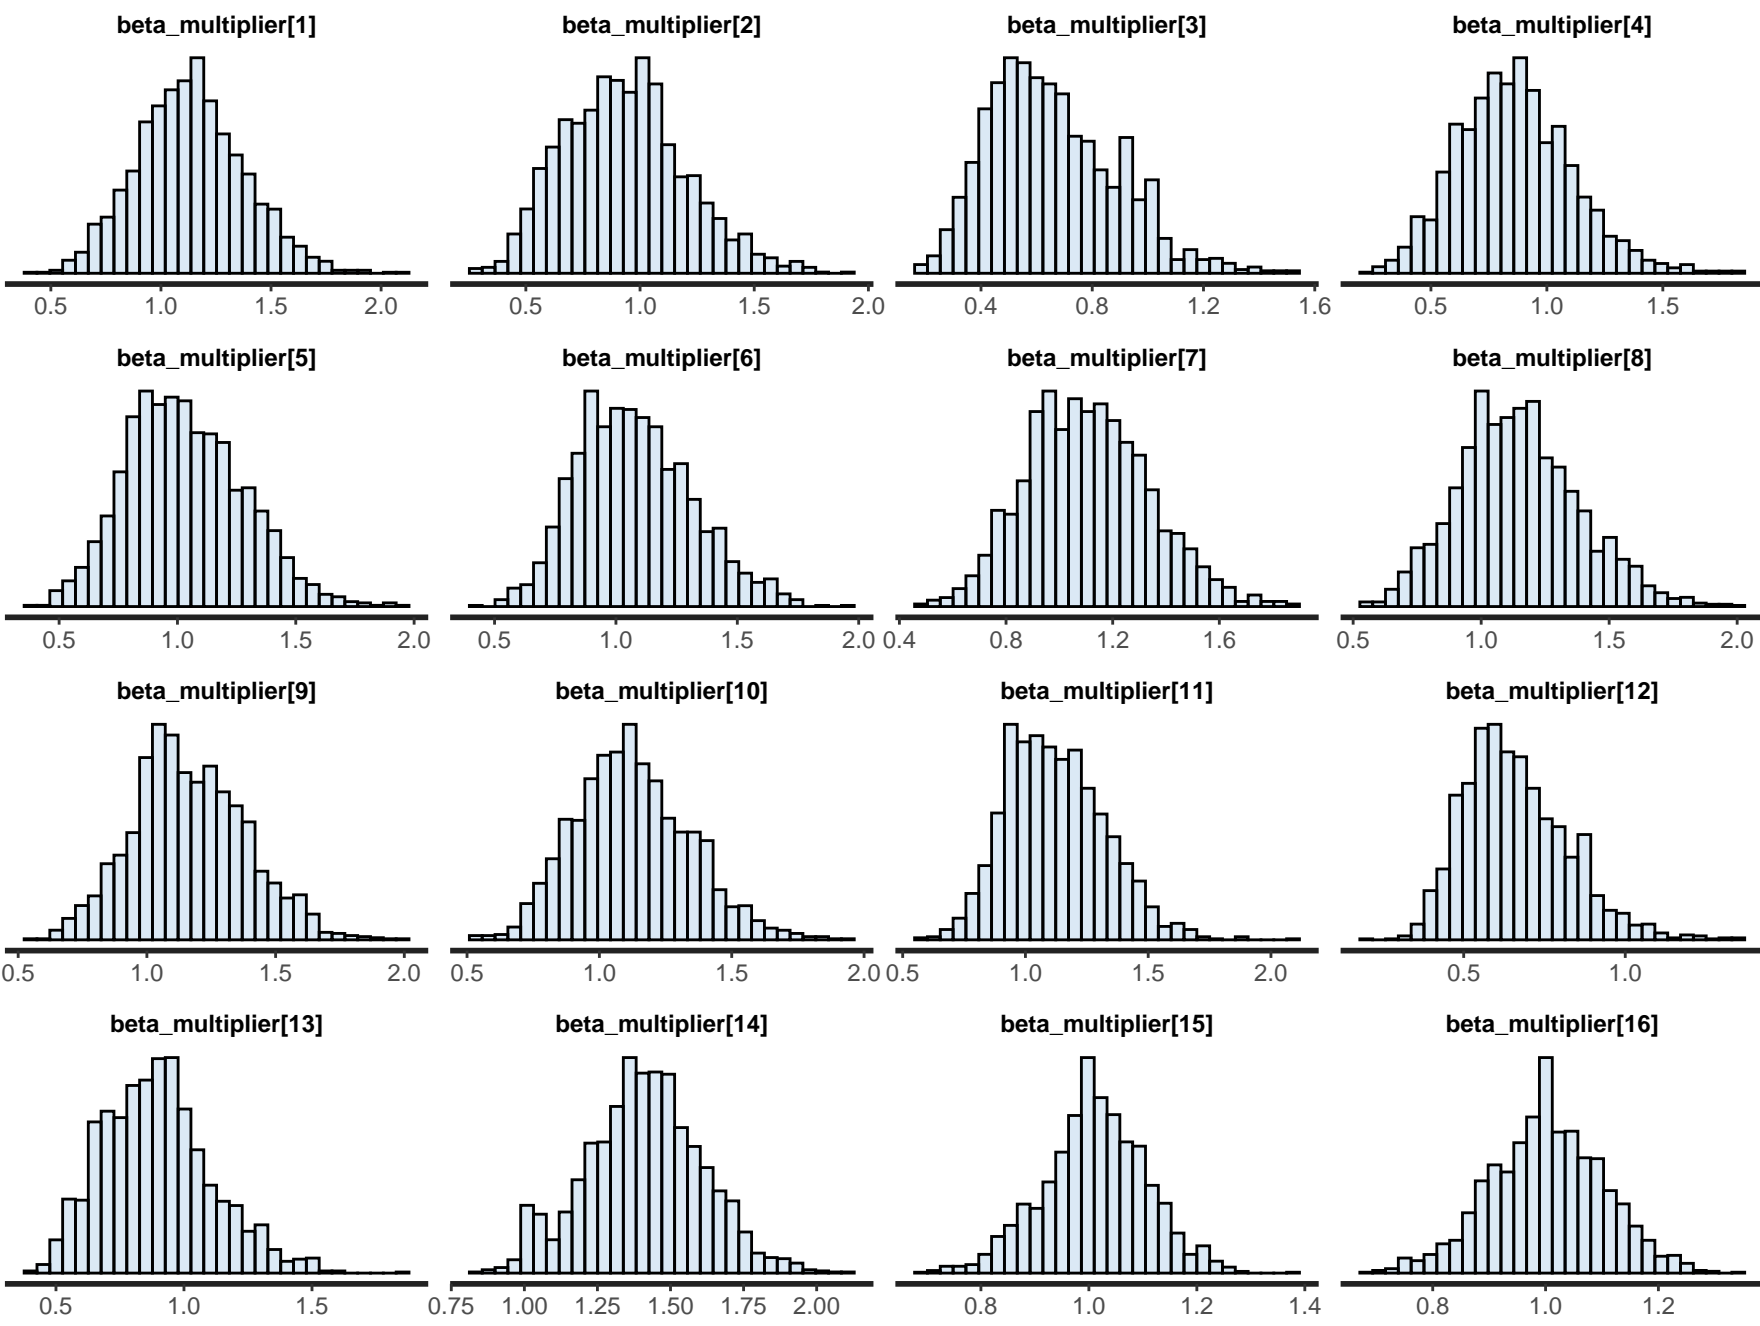 beta_multiplier[1] beta_multiplier[2] beta_multiplier[3] beta_multiplier[4]
0.5 1.0 1.5 2.0 0.5 1.0 1.5 2.0 0.4 0.8 1.2 1.6 0.5 1.0 1.5
beta_multiplier[5] beta_multiplier[6] beta_multiplier[7] beta_multiplier[8]
0.5 1.0 1.5 2.0 0.5 1.0 1.5 2.0 0.4 0.8 1.2 1.6 0.5 1.0 1.5 2.0
beta_multiplier[9] beta_multiplier[10] beta_multiplier[11] beta_multiplier[12]
0.5 1.0 1.5 2.0 0.5 1.0 1.5 2.0 0.5 1.0 1.5 2.0 0.5 1.0
beta_multiplier[13] beta_multiplier[14] beta_multiplier[15] beta_multiplier[16]
0.5 1.0 1.5 0.75 1.00 1.25 1.50 1.75 2.00 0.8 1.0 1.2 1.4 0.8 1.0 1.2